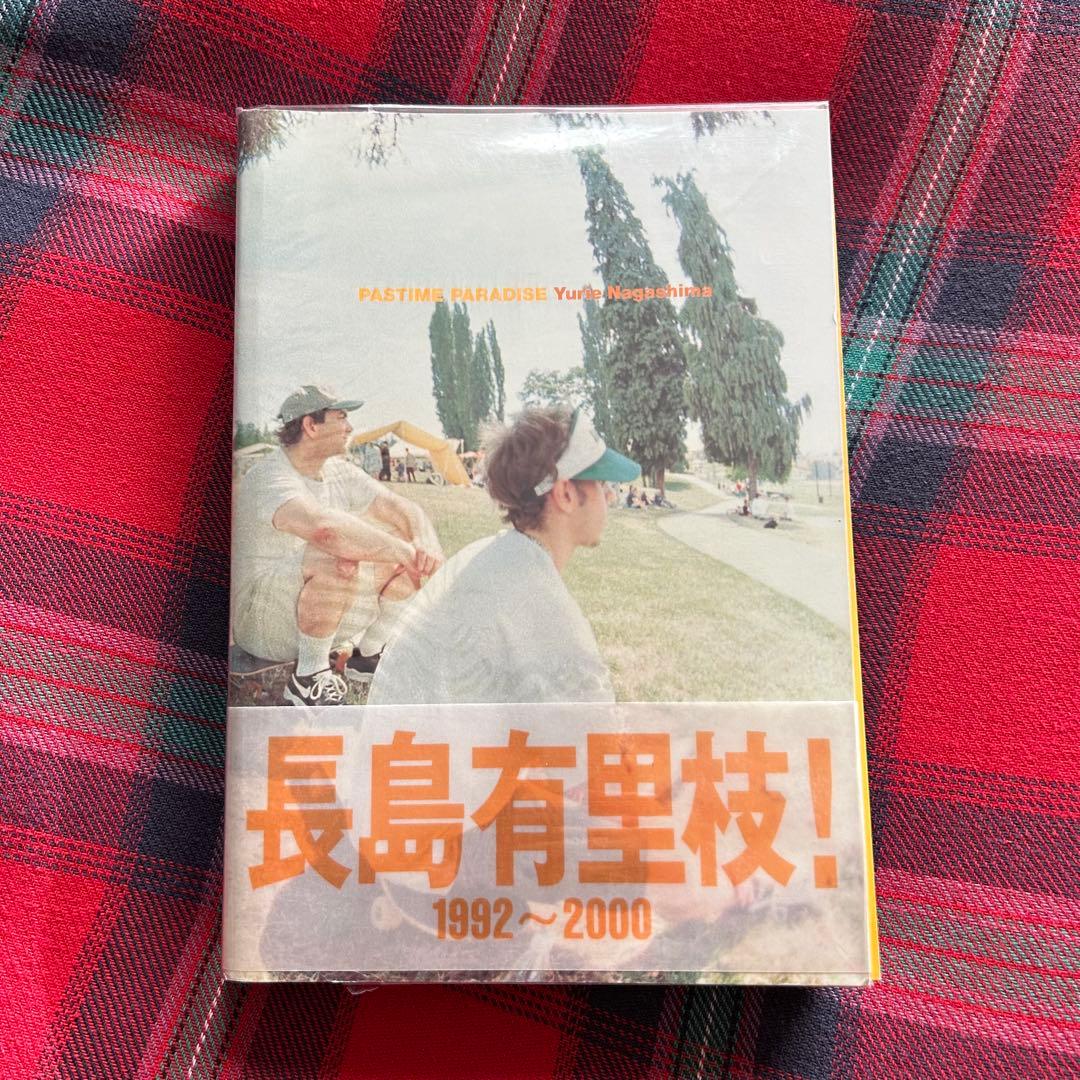 PASTIME PARADISE Yurie Nagashima
長島有里枝!
1992～2000